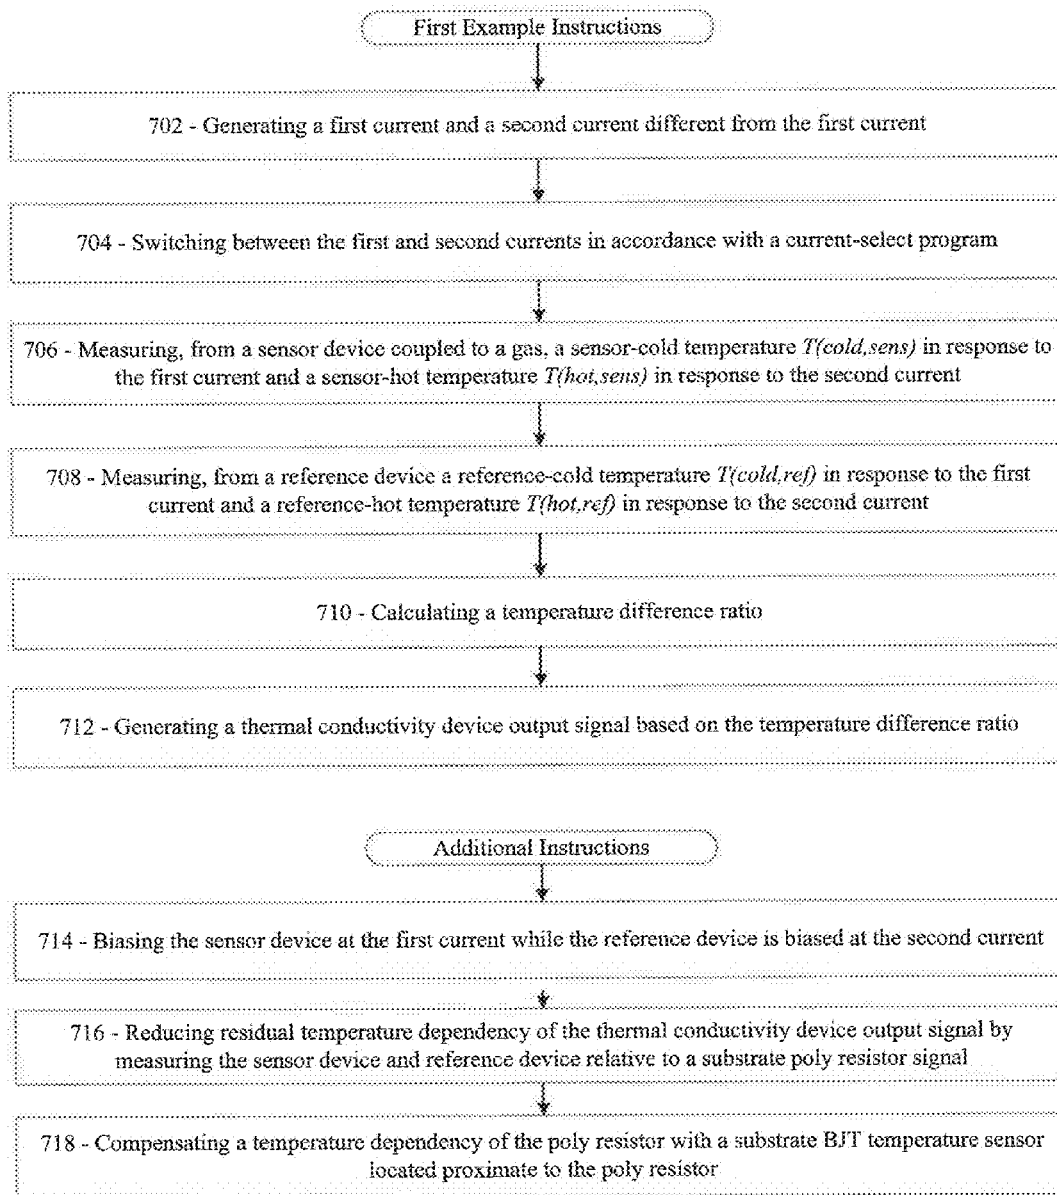 First Example Instructions
702 - Generating a first current and a second current different from the first current
704 - Switching between the first and second currents in accordance with a current-select program
706 - Measuring, from a sensor device coupled to a gas, a sensor-cold temperature T(cold,sens) in response to
the first current and a sensor-hot temperature T(hot,sens) in response to the second current
708 - Measuring, from a reference device a reference-cold temperature T(cold,ref) in response to the first
current and a reference-hot temperature T(hot,ref) in response to the second current
710 - Calculating a temperature difference ratio
712 - Generating a thermal conductivity device output signal based on the temperature difference ratio
Additional Instructions
714 - Biasing the sensor device at the first current while the reference device is biased at the second current
716 - Reducing residual temperature dependency of the thermal conductivity device output signal by
measuring the sensor device and reference device relative to a substrate poly resistor signal
718 - Compensating a temperature dependency of the poly resistor with a substrate BJT temperature sensor
located proximate to the poly resistor